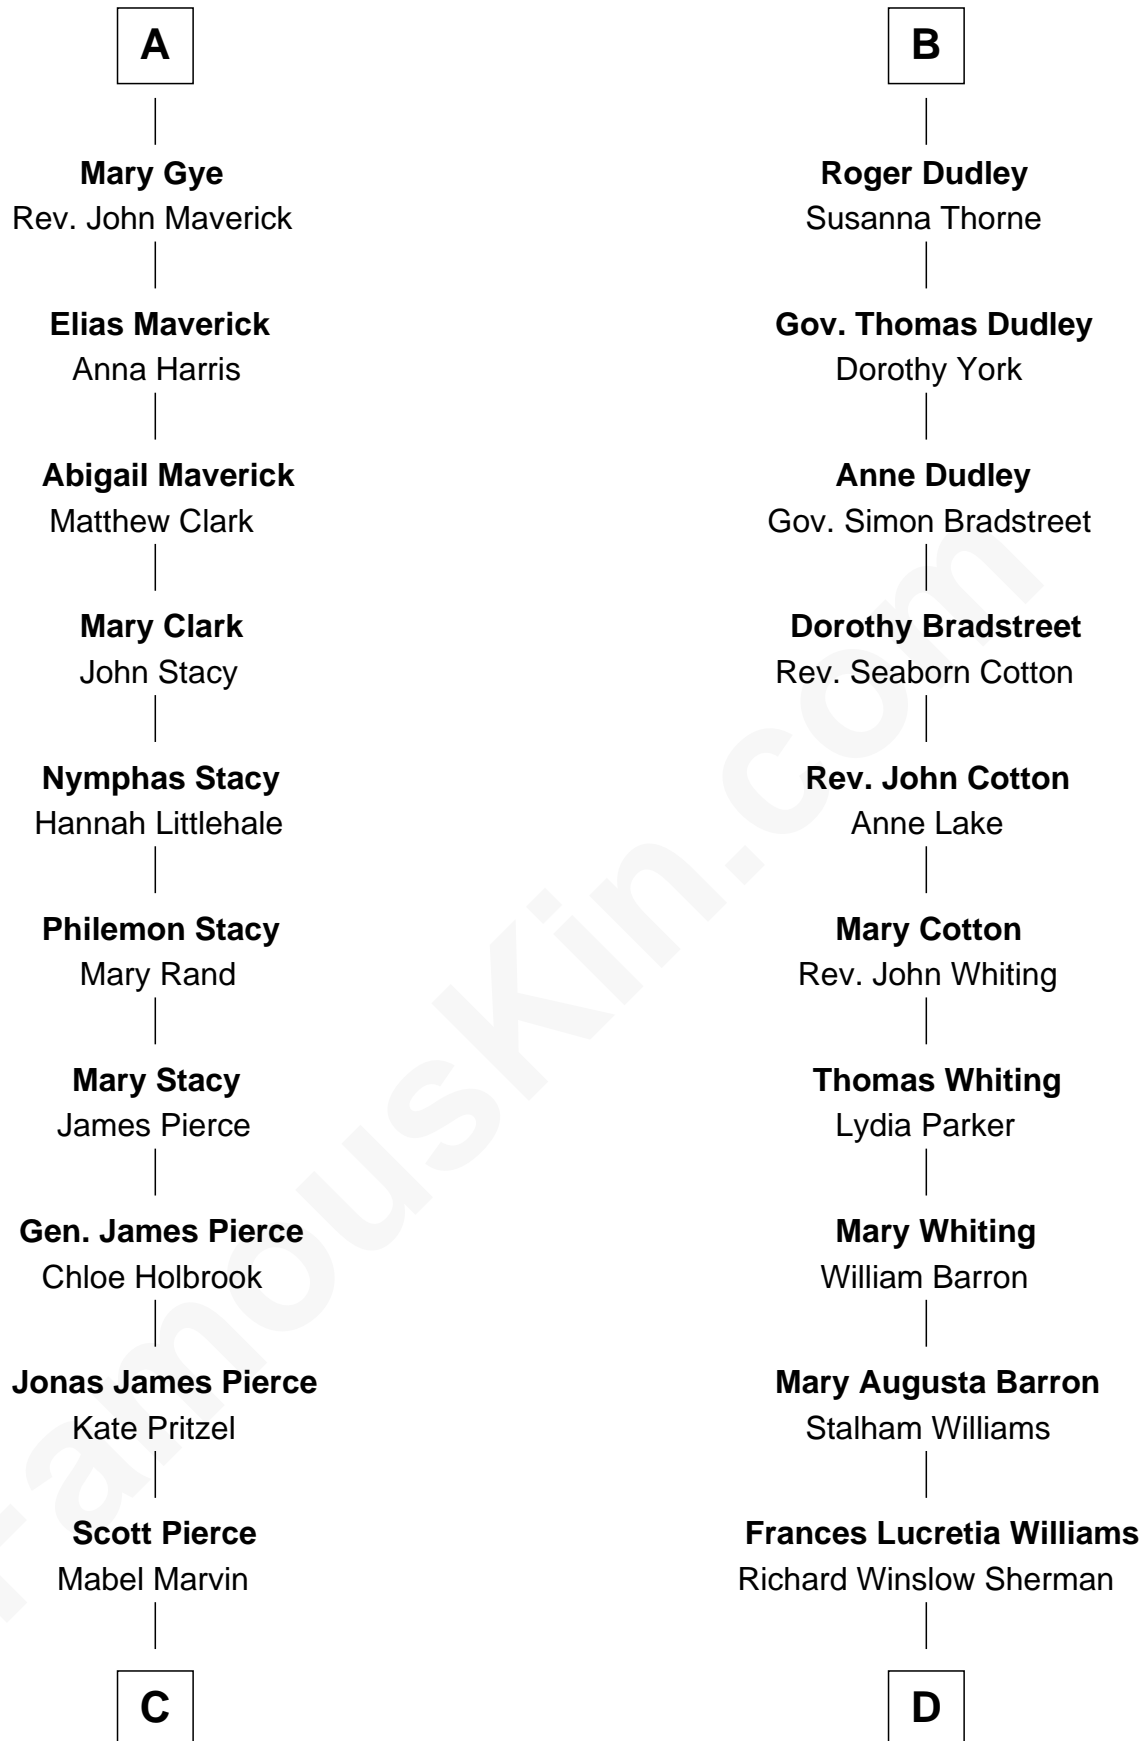 A
Mary Gye
Rev. John Maverick
Elias Maverick
Anna Harris
Abigail Maverick
Matthew Clark
Mary Clark
John Stacy
Nymphas Stacy
Hannah Littlehale
Philemon Stacy
Mary Rand
Mary Stacy
James Pierce
Gen. James Pierce
Chloe Holbrook
Jonas James Pierce
Kate Pritzel
Scott Pierce
Mabel Marvin
C
B
Roger Dudley
Susanna Thorne
Gov. Thomas Dudley
Dorothy York
Anne Dudley
Gov. Simon Bradstreet
Dorothy Bradstreet
Rev. Seaborn Cotton
Rev. John Cotton
Anne Lake
Mary Cotton
Rev. John Whiting
Thomas Whiting
Lydia Parker
Mary Whiting
William Barron
Mary Augusta Barron
Stalham Williams
Frances Lucretia Williams
Richard Winslow Sherman
D
FamousKin.com